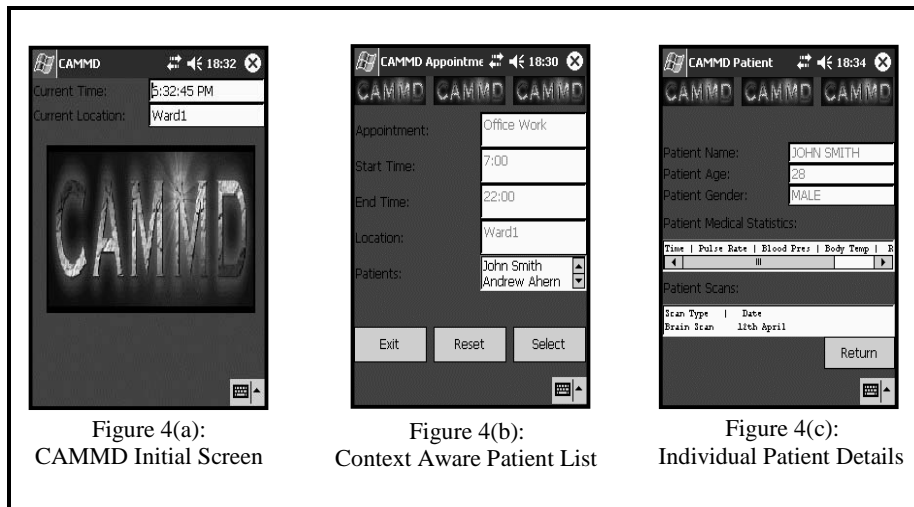 CAMMD 18:32
Current Time: 5:32:45 PM
Current Location: Ward1
CAMMD
Figure 4(a):
CAMMD Initial Screen
CAMMD Appointme 18:30
CAMMD CAMMD CAMMD
Appointment: Office Work
Start Time: 7:00
End Time: 22:00
Location: Ward1
Patients: John Smith
Andrew Ahern
Exit Reset Select
Figure 4(b):
Context Aware Patient List
CAMMD Patient 18:34
CAMMD CAMMD CAMMD
Patient Name: JOHN SMITH
Patient Age: 28
Patient Gender: MALE
Patient Medical Statistics:
Time | Pulse Rate | Blood Pres | Body Temp | R
Patient Scans:
Scan Type | Date
Brain Scan 12th April
Return
Figure 4(c):
Individual Patient Details